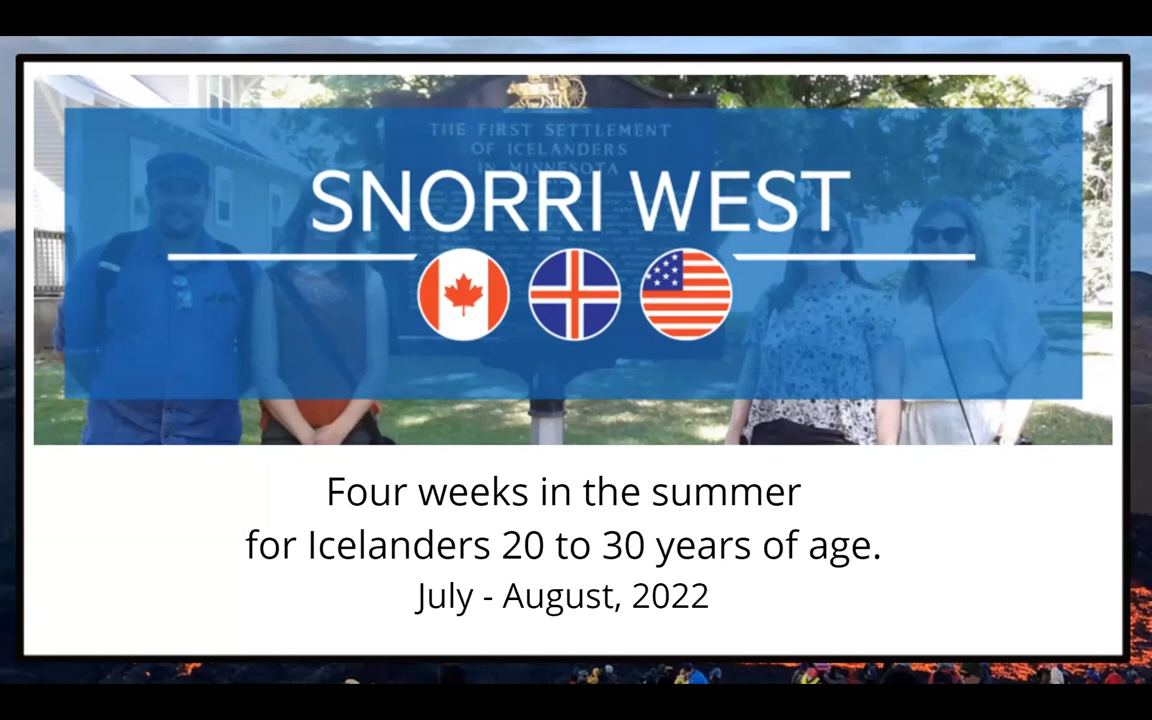 THE FIRST SETTLEMENT
OF ICELANDERS
IN MINNESOTA
SNORRI WEST
Four weeks in the summer
for Icelanders 20 to 30 years of age.
July - August, 2022